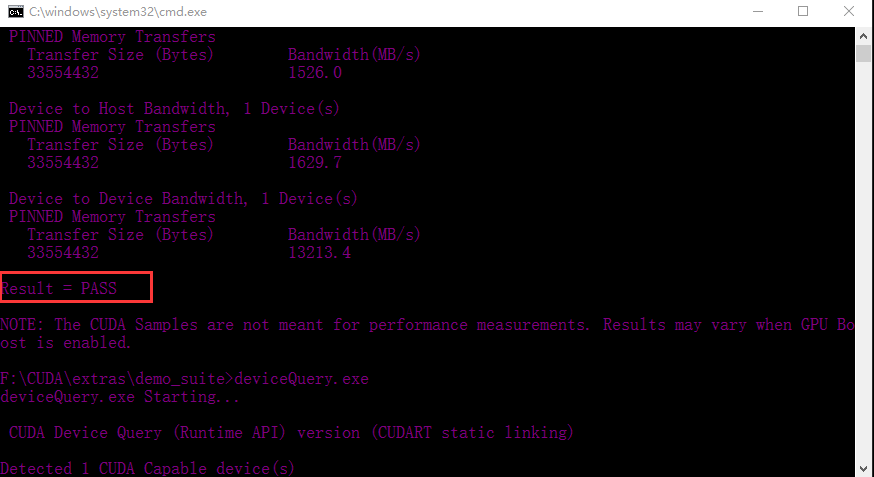 C:\windows\system32\cmd.exe
PINNED Memory Transfers
Transfer Size (Bytes) Bandwidth(MB/s)
33554432 1526.0
Device to Host Bandwidth, 1 Device(s)
PINNED Memory Transfers
Transfer Size (Bytes) Bandwidth(MB/s)
33554432 1629.7
Device to Device Bandwidth, 1 Device(s)
PINNED Memory Transfers
Transfer Size (Bytes) Bandwidth(MB/s)
33554432 13213.4
Result = PASS
NOTE: The CUDA Samples are not meant for performance measurements. Results may vary when GPU Bo
ost is enabled.
F:\CUDA\extras\demo_suite>deviceQuery.exe
deviceQuery.exe Starting...
CUDA Device Query (Runtime API) version (CUDART static linking)
Detected 1 CUDA Capable device(s)